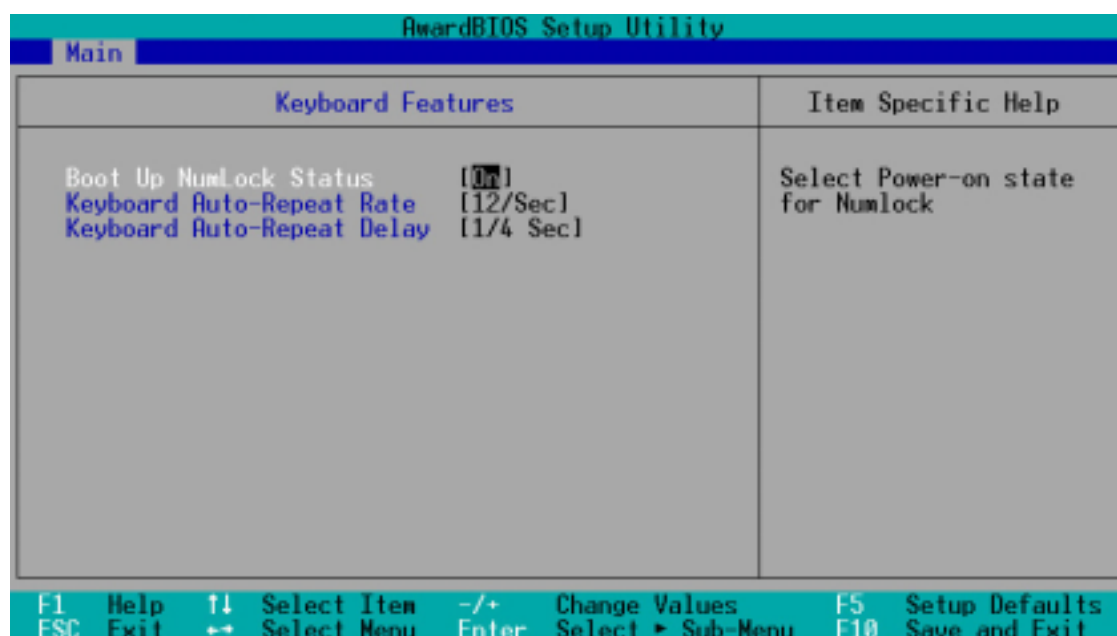 AwardBIOS Setup Utility
Main
Keyboard Features
Item Specific Help
Boot Up NumLock Status [On]
Keyboard Auto-Repeat Rate [12/Sec]
Keyboard Auto-Repeat Delay [1/4 Sec]
Select Power-on state
for Numlock
F1 Help ↑↓ Select Item -/+ Change Values F5 Setup Defaults
ESC Exit ←→ Select Menu Enter Select ► Sub-Menu F10 Save and Exit